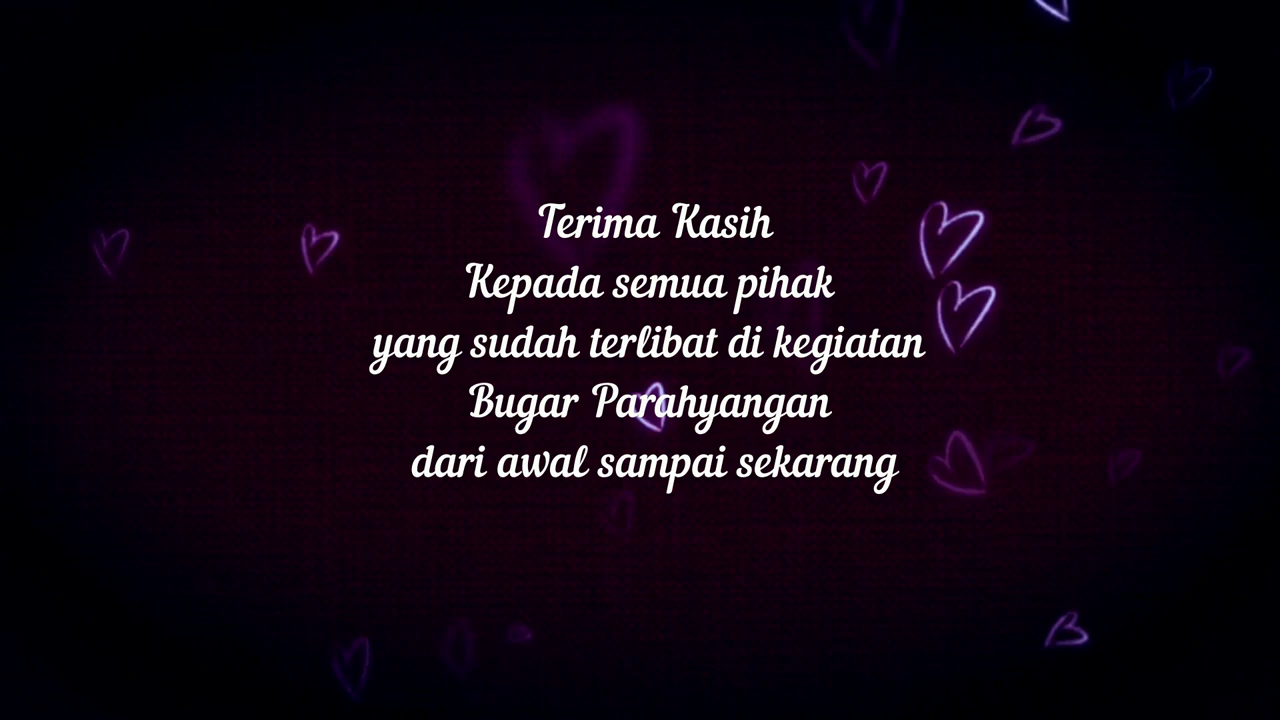 Terima Kasih
Kepada semua pihak
yang sudah terlibat di kegiatan
Bugar Parahyangan
dari awal sampai sekarang